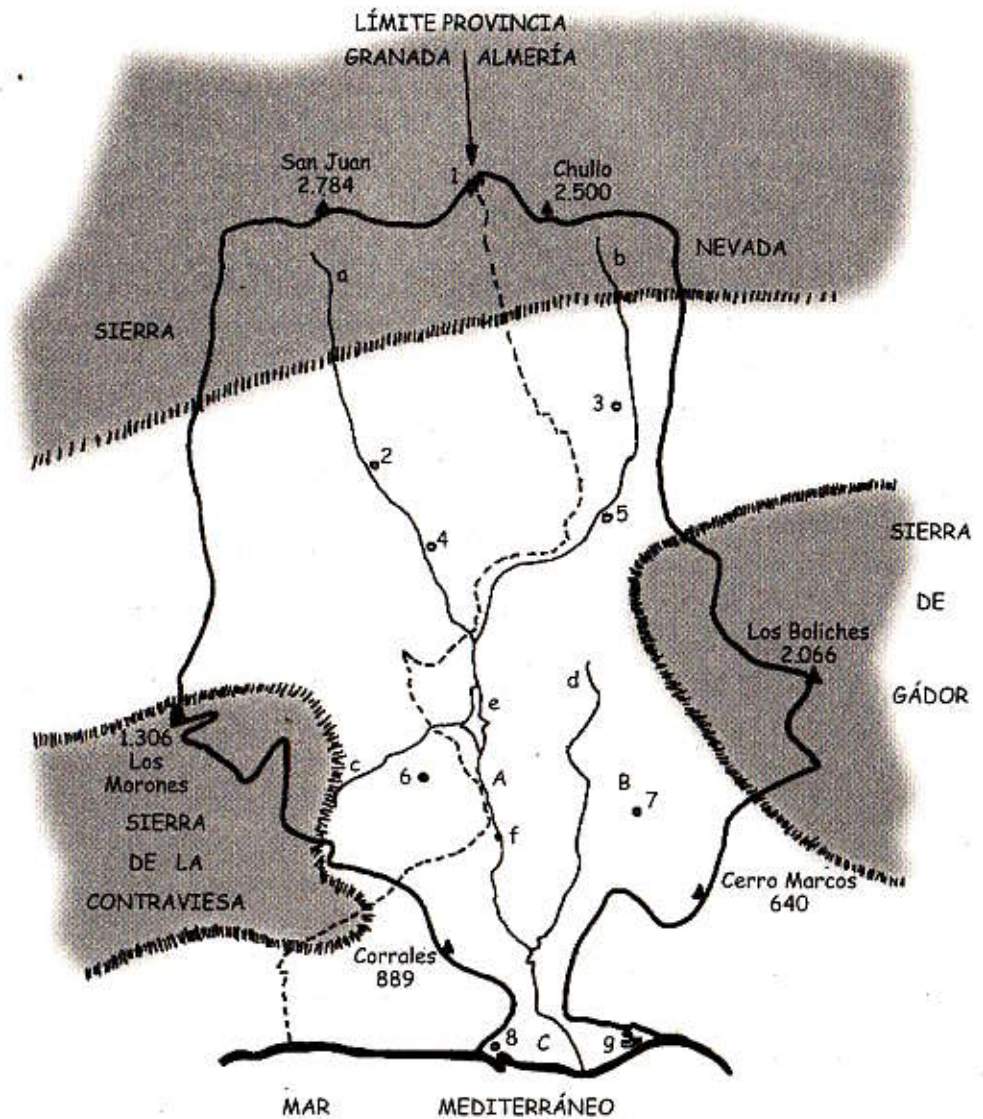 LÍMITE PROVINCIA
GRANADA ALMERÍA
San Juan
2.784
1
Chullo
2.500
a
b
NEVADA
SIERRA
3
2
5
4
SIERRA
DE
Los Boliches
2.066
GÁDOR
d
e
1.306
Los
Morones
c
6
A
B
7
SIERRA
DE LA
CONTRAVIESA
f
Cerro Marcos
640
Corrales
889
8
C
9
MAR MEDITERRÁNEO